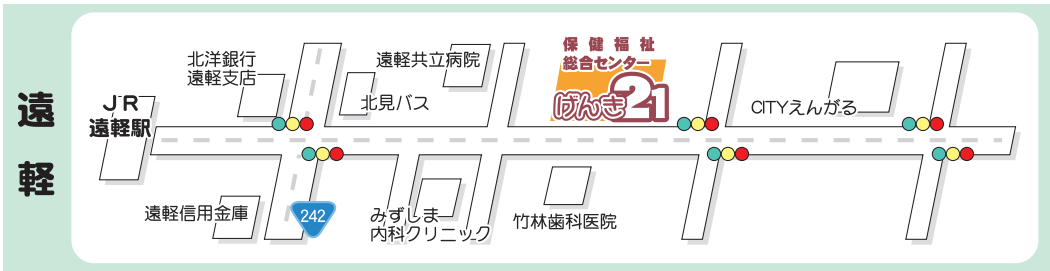 遠軽
北洋銀行
遠軽支店
遠軽共立病院
保健福祉
総合センター
げんき21
JR
遠軽駅
北見バス
CITYえんがる
遠軽信用金庫
242
みずしま
内科クリニック
竹林歯科医院